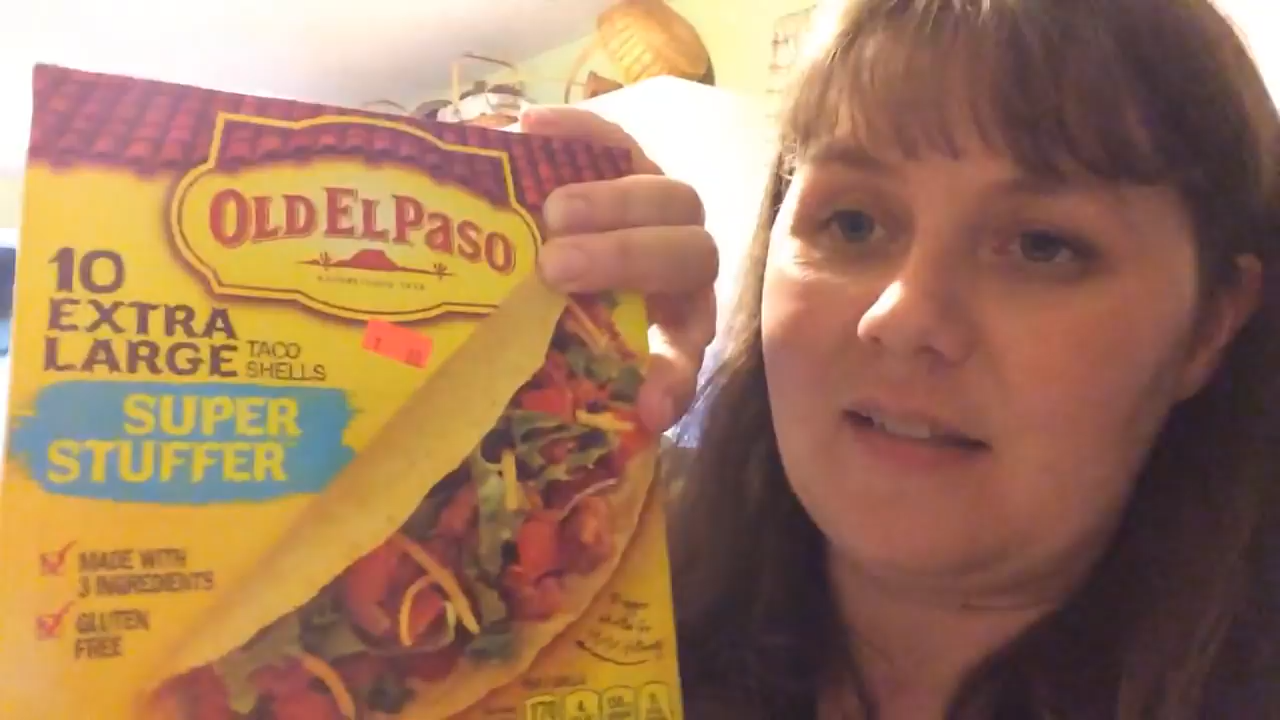 OLD EL PASO
10
EXTRA
LARGE TACO
SHELLS
SUPER
STUFFER
MADE WITH
3 INGREDIENTS
GLUTEN
FREE